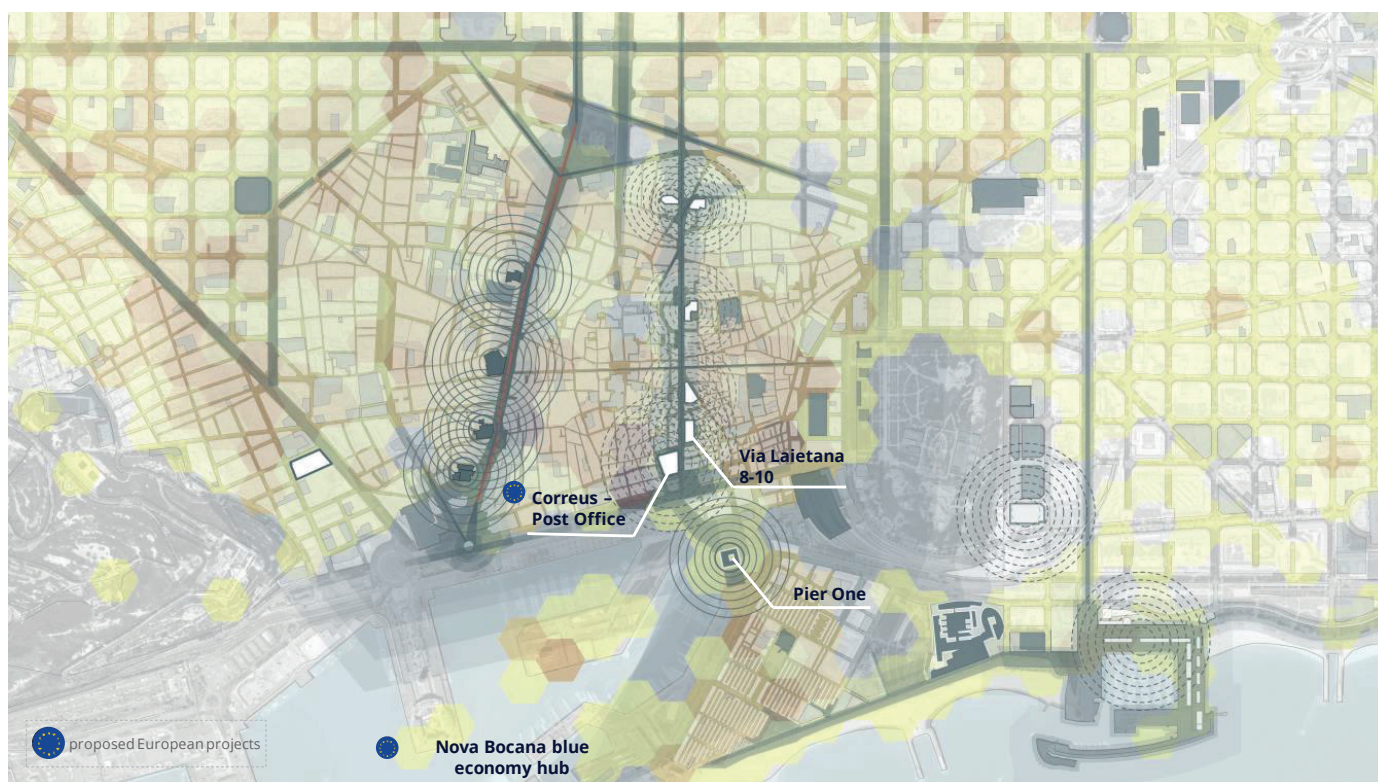 Via Laietana
8-10
Correus –
Post Office
Pier One
proposed European projects
Nova Bocana blue
economy hub